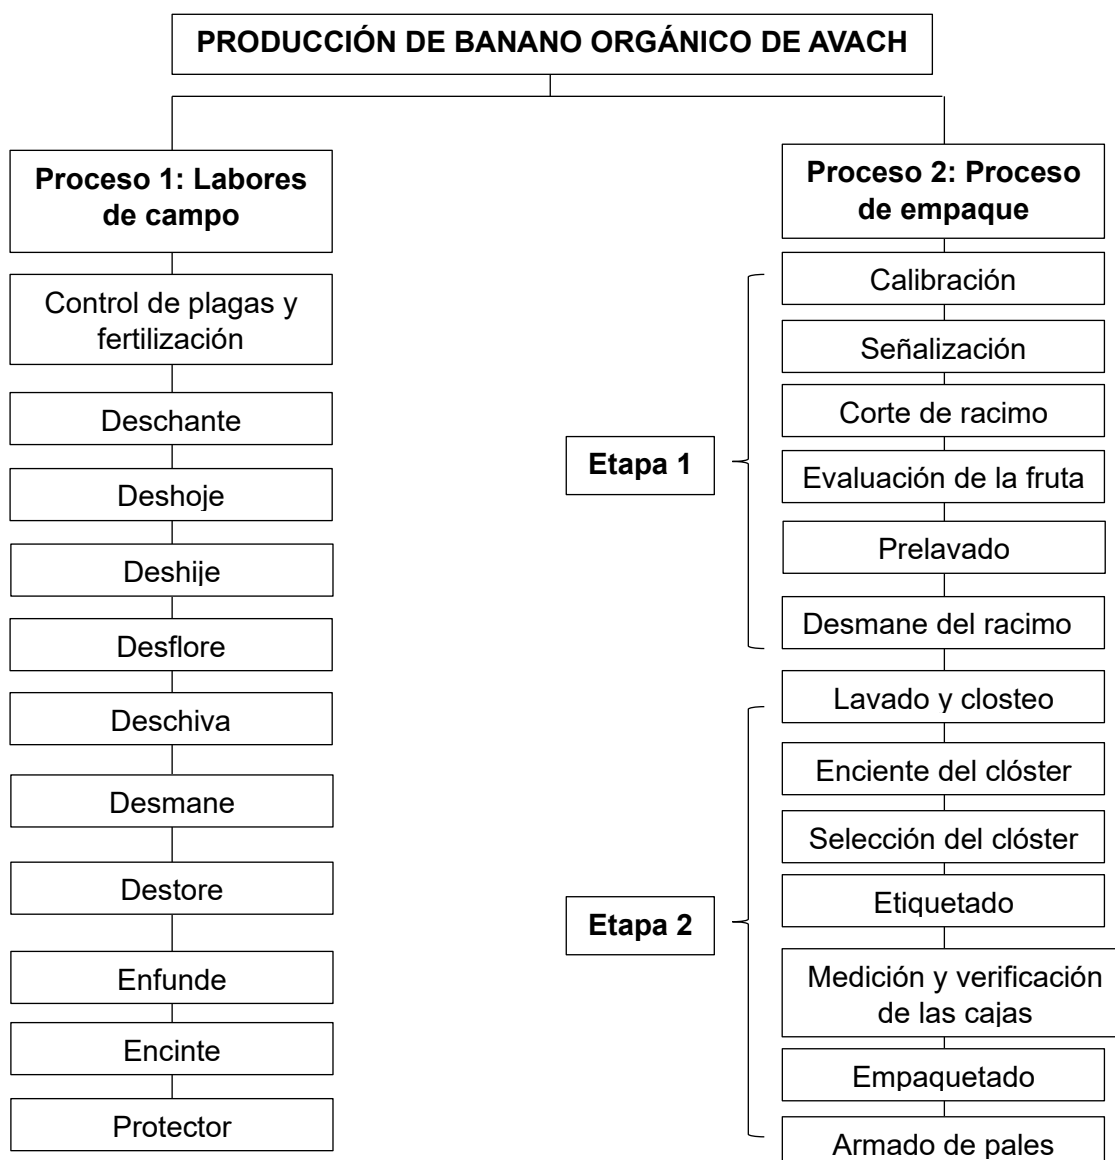 PRODUCCIÓN DE BANANO ORGÁNICO DE AVACH
Proceso 1: Labores
de campo
Control de plagas y
fertilización
Deschante
Deshoje
Deshije
Desflore
Deschiva
Desmane
Destore
Enfunde
Encinte
Protector
Proceso 2: Proceso
de empaque
Etapa 1
Calibración
Señalización
Corte de racimo
Evaluación de la fruta
Prelavado
Desmane del racimo
Etapa 2
Lavado y closteo
Enciente del clóster
Selección del clóster
Etiquetado
Medición y verificación
de las cajas
Empaquetado
Armado de pales